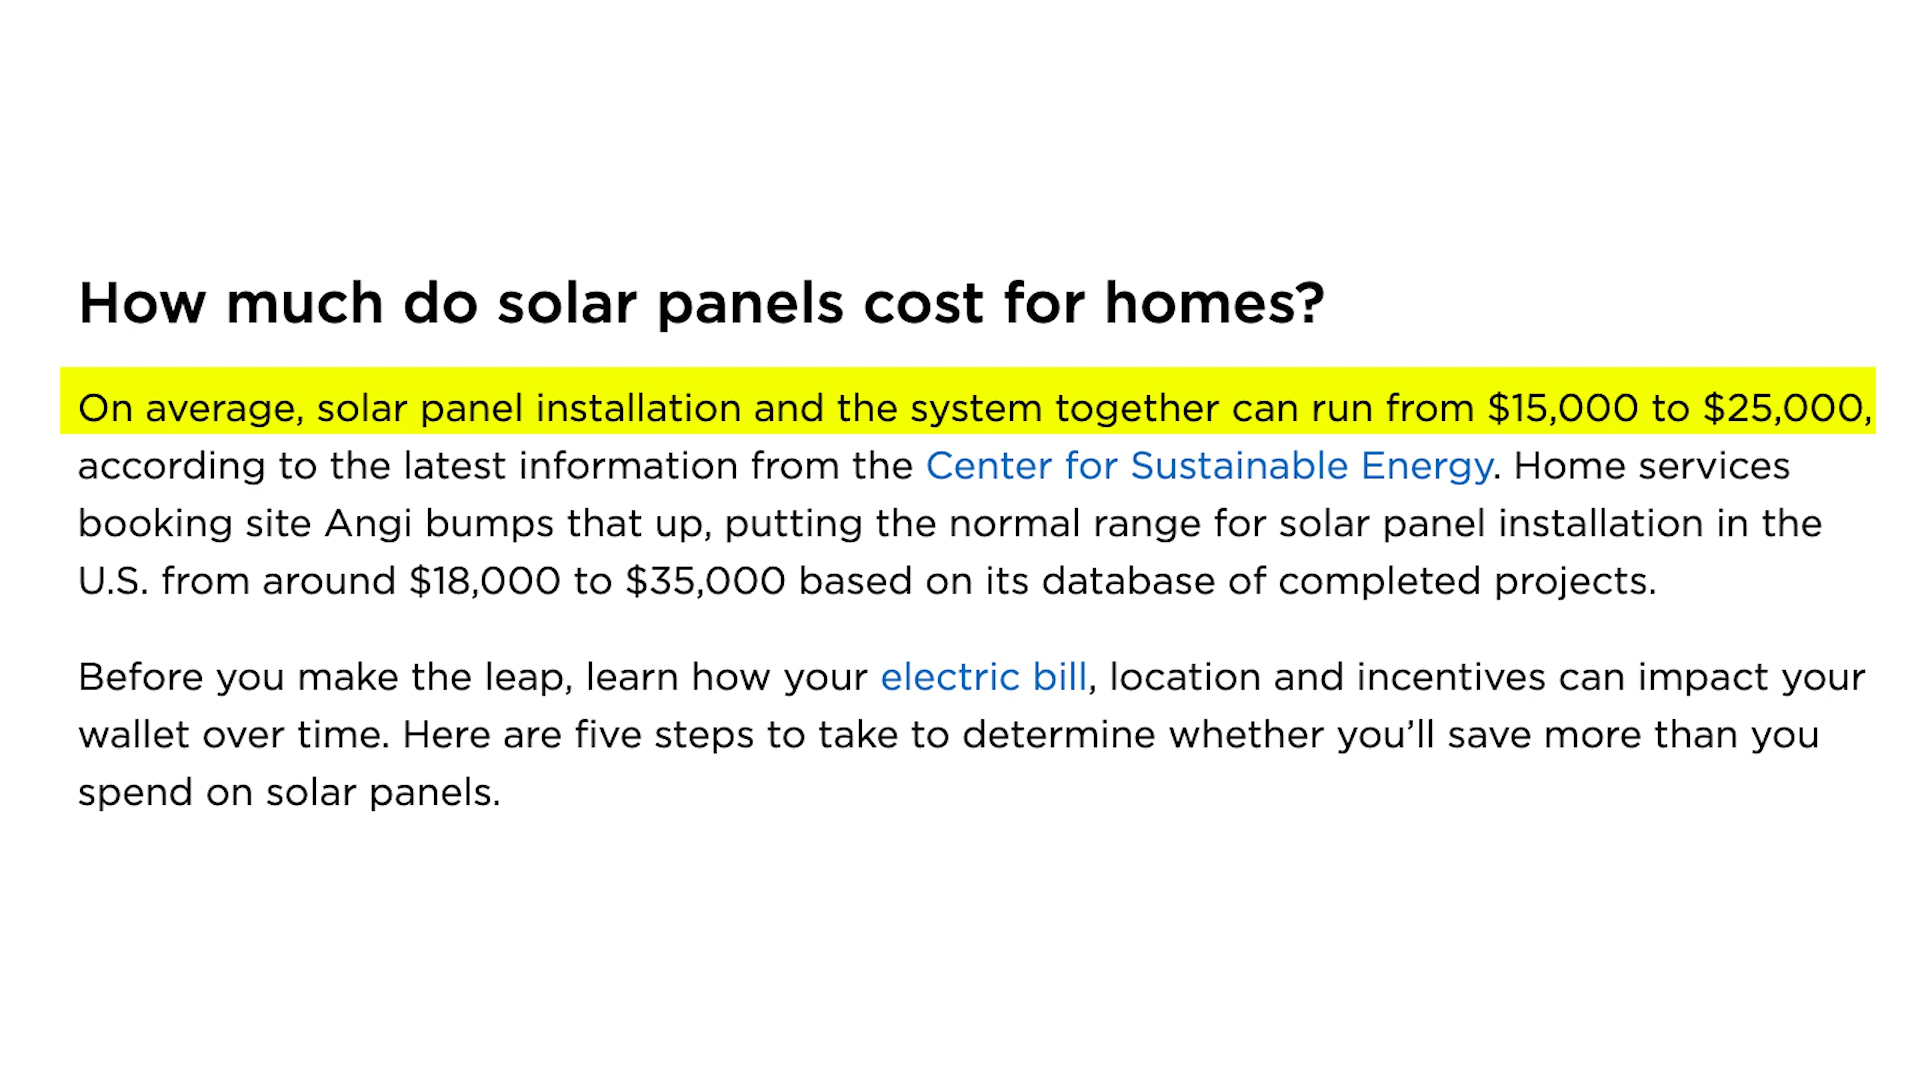 How much do solar panels cost for homes?
On average, solar panel installation and the system together can run from $15,000 to $25,000,
according to the latest information from the Center for Sustainable Energy. Home services
booking site Angi bumps that up, putting the normal range for solar panel installation in the
U.S. from around $18,000 to $35,000 based on its database of completed projects.
Before you make the leap, learn how your electric bill, location and incentives can impact your
wallet over time. Here are five steps to take to determine whether you’ll save more than you
spend on solar panels.